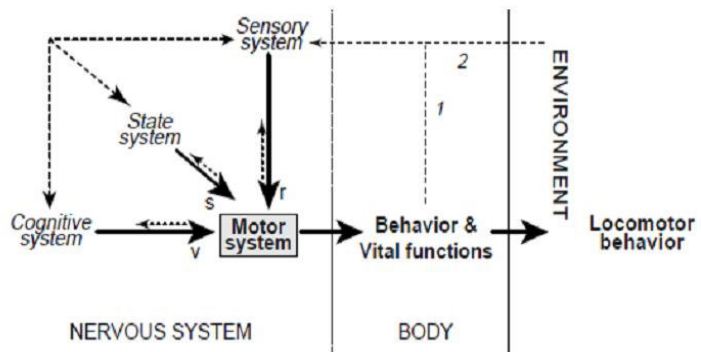 Sensory
system
2
1
ENVIRONMENT
State
system
s
r
Cognitive
system
v
Motor
system
Behavior &
Vital functions
Locomotor
behavior
NERVOUS SYSTEM
BODY